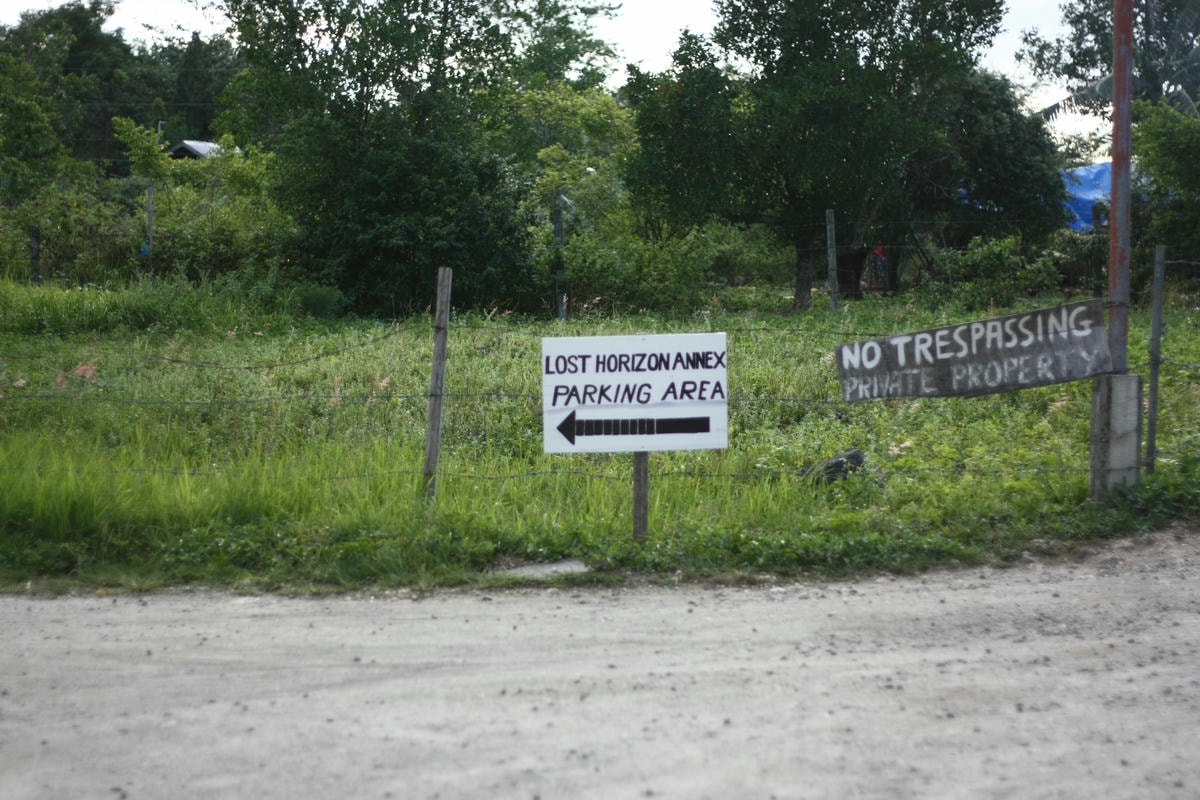 LOST HORIZON ANNEX
PARKING AREA
NO TRESPASSING
PRIVATE PROPERTY